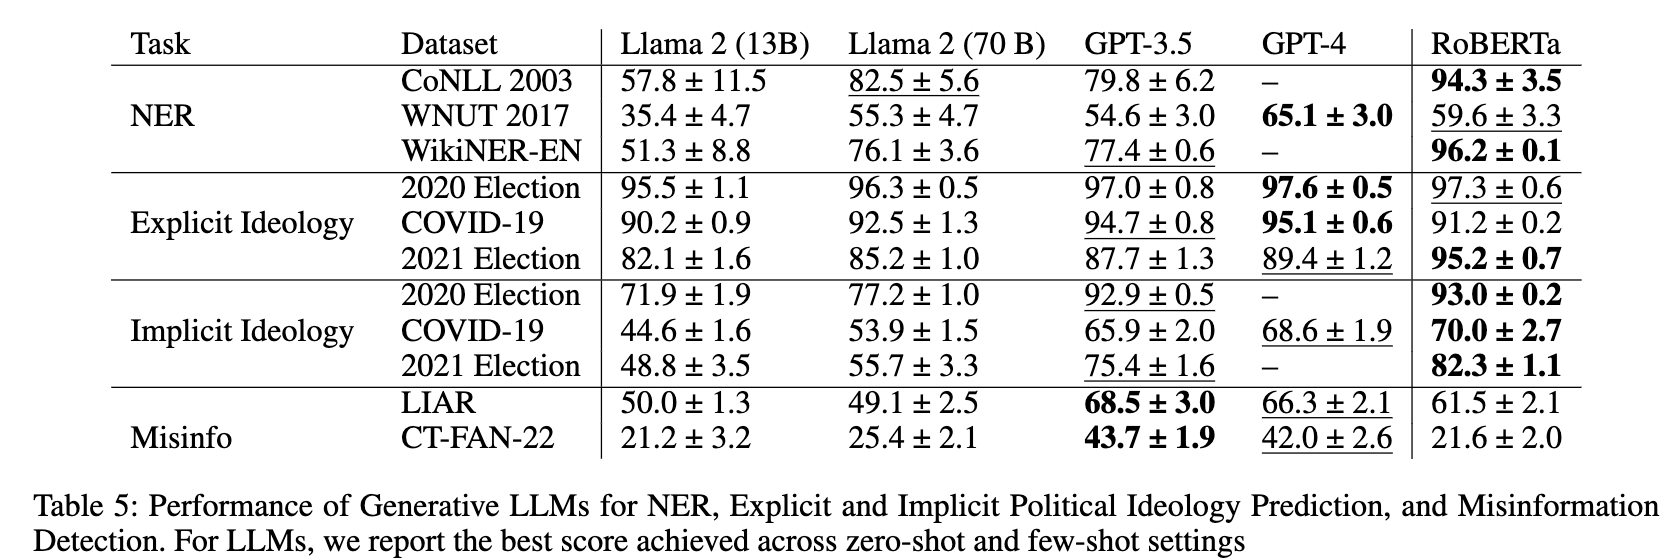 Task Dataset Llama 2 (13B) Llama 2 (70 B) GPT-3.5 GPT-4 RoBERTa
CoNLL 2003 57.8 ± 11.5 82.5 ± 5.6 79.8 ± 6.2 – 94.3 ± 3.5
NER WNUT 2017 35.4 ± 4.7 55.3 ± 4.7 54.6 ± 3.0 65.1 ± 3.0 59.6 ± 3.3
WikiNER-EN 51.3 ± 8.8 76.1 ± 3.6 77.4 ± 0.6 – 96.2 ± 0.1
2020 Election 95.5 ± 1.1 96.3 ± 0.5 97.0 ± 0.8 97.6 ± 0.5 97.3 ± 0.6
Explicit Ideology COVID-19 90.2 ± 0.9 92.5 ± 1.3 94.7 ± 0.8 95.1 ± 0.6 91.2 ± 0.2
2021 Election 82.1 ± 1.6 85.2 ± 1.0 87.7 ± 1.3 89.4 ± 1.2 95.2 ± 0.7
2020 Election 71.9 ± 1.9 77.2 ± 1.0 92.9 ± 0.5 – 93.0 ± 0.2
Implicit Ideology COVID-19 44.6 ± 1.6 53.9 ± 1.5 65.9 ± 2.0 68.6 ± 1.9 70.0 ± 2.7
2021 Election 48.8 ± 3.5 55.7 ± 3.3 75.4 ± 1.6 – 82.3 ± 1.1
LIAR 50.0 ± 1.3 49.1 ± 2.5 68.5 ± 3.0 66.3 ± 2.1 61.5 ± 2.1
Misinfo CT-FAN-22 21.2 ± 3.2 25.4 ± 2.1 43.7 ± 1.9 42.0 ± 2.6 21.6 ± 2.0
Table 5: Performance of Generative LLMs for NER, Explicit and Implicit Political Ideology Prediction, and Misinformation
Detection. For LLMs, we report the best score achieved across zero-shot and few-shot settings